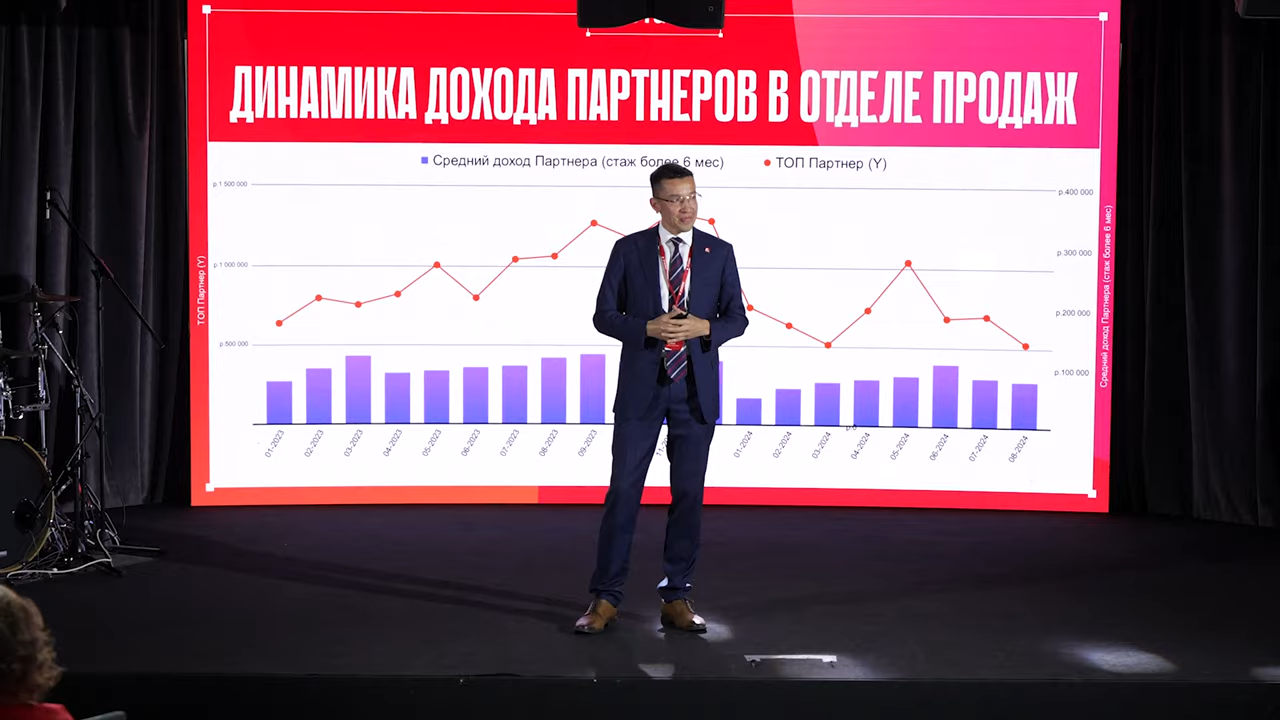 ДИНАМИКА ДОХОДА ПАРТНЕРОВ В ОТДЕЛЕ ПРОДАЖ
Средний доход Партнера (стаж более 6 мес)
ТОП Партнер (Y)
р.1 500 000
р.1 000 000
р.500 000
р.400 000
р.300 000
р.200 000
р.100 000
ТОП Партнер (Y)
Средний доход Партнера (стаж более 6 мес)
01-2023
02-2023
03-2023
04-2023
05-2023
06-2023
07-2023
08-2023
09-2023
01-2024
02-2024
03-2024
04-2024
05-2024
06-2024
07-2024
08-2024